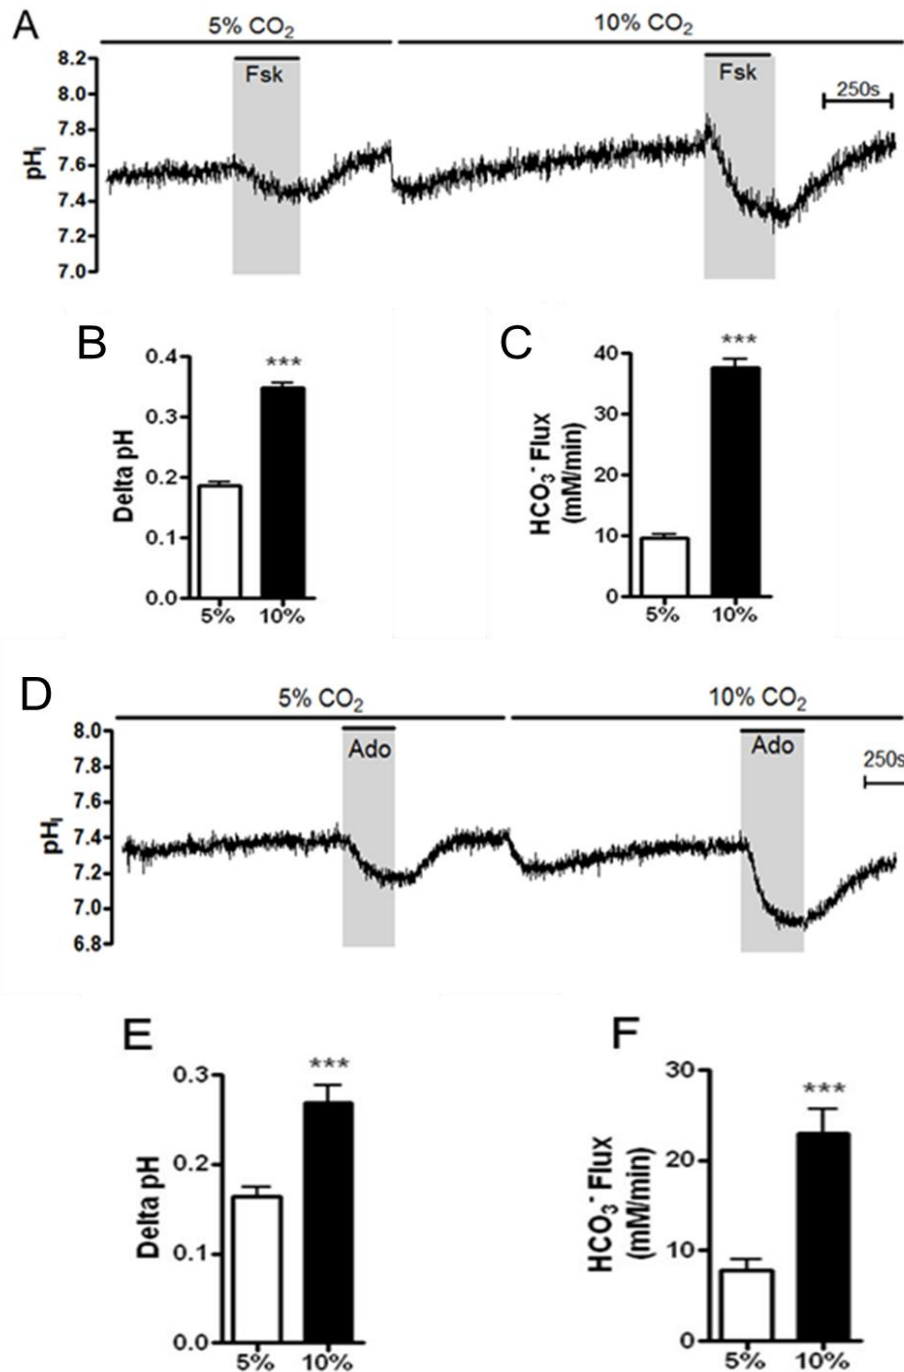 A
5% CO₂
10% CO₂
8.2
8.0
7.8
7.6
7.4
7.2
7.0
pHᵢ
Fsk
Fsk
250s
B
C
0.4
0.3
0.2
0.1
0.0
Delta pH
***
5%
10%
40
30
20
10
0
HCO₃⁻ Flux
(mM/min)
***
5%
10%
D
5% CO₂
10% CO₂
8.0
7.8
7.6
7.4
7.2
7.0
6.8
pHᵢ
Ado
Ado
250s
E
F
0.3
0.2
0.1
0.0
Delta pH
***
5%
10%
30
20
10
0
HCO₃⁻ Flux
(mM/min)
***
5%
10%